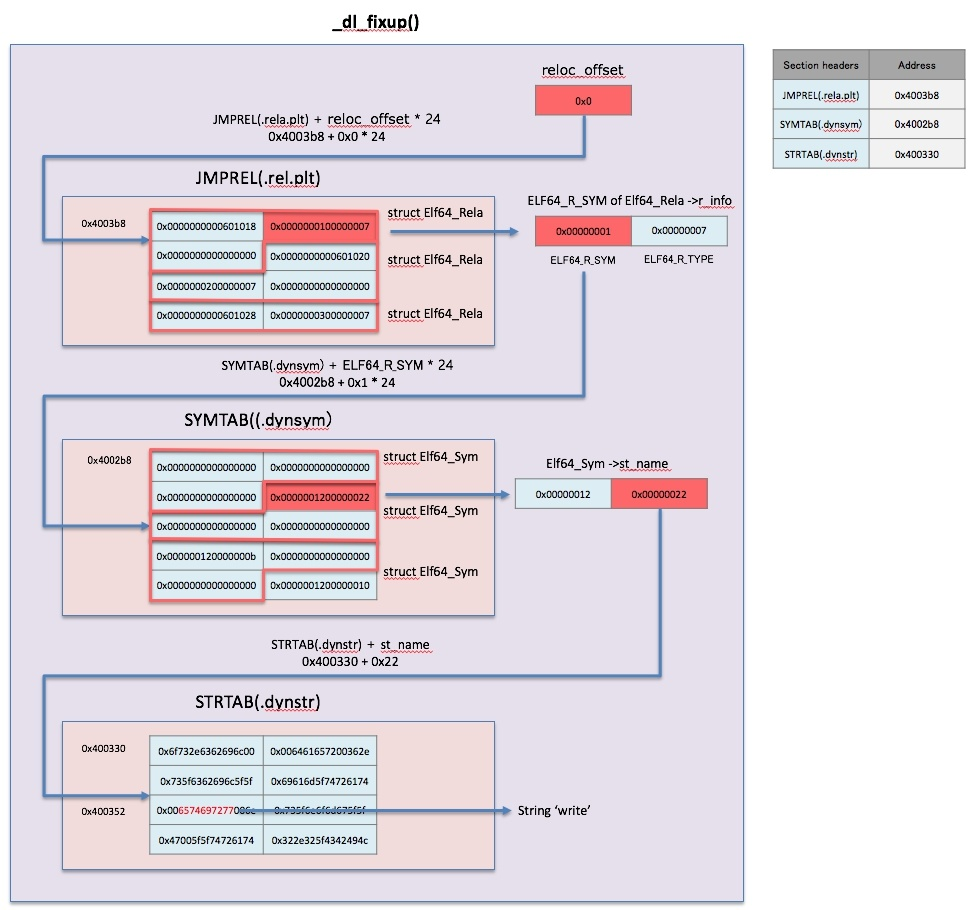 _dl_fixup()
reloc_offset
0x0
JMPREL(.rela.plt) + reloc_offset * 24
0x4003b8 + 0x0 * 24
Section headers Address
JMPREL(.rela.plt) 0x4003b8
SYMTAB(.dynsym) 0x4002b8
STRTAB(.dynstr) 0x400330
JMPREL(.rel.plt)
0x4003b8
0x0000000000601018 0x0000000100000007
0x0000000000000000 0x0000000000601020
0x0000000200000007 0x0000000000000000
0x0000000000601028 0x0000000300000007
struct Elf64_Rela
struct Elf64_Rela
struct Elf64_Rela
ELF64_R_SYM of Elf64_Rela ->r_info
0x00000001 0x00000007
ELF64_R_SYM ELF64_R_TYPE
SYMTAB(.dynsym) + ELF64_R_SYM * 24
0x4002b8 + 0x1 * 24
SYMTAB((.dynsym)
0x4002b8
0x0000000000000000 0x0000000000000000
0x0000000000000000 0x0000001200000022
0x0000000000000000 0x0000000000000000
0x000000120000000b 0x0000000000000000
0x0000000000000000 0x0000001200000010
struct Elf64_Sym
struct Elf64_Sym
struct Elf64_Sym
Elf64_Sym ->st_name
0x00000012 0x00000022
STRTAB(.dynstr) + st_name
0x400330 + 0x22
STRTAB(.dynstr)
0x400330
0x6f732e6362696c00 0x006461657200362e
0x735f6362696c5f5f 0x69616d5f74726174
0x400352
0x006574697277006e 0x735f6e6f6d675f5f
0x47005f5f74726174 0x322e325f4342494c
String 'write'